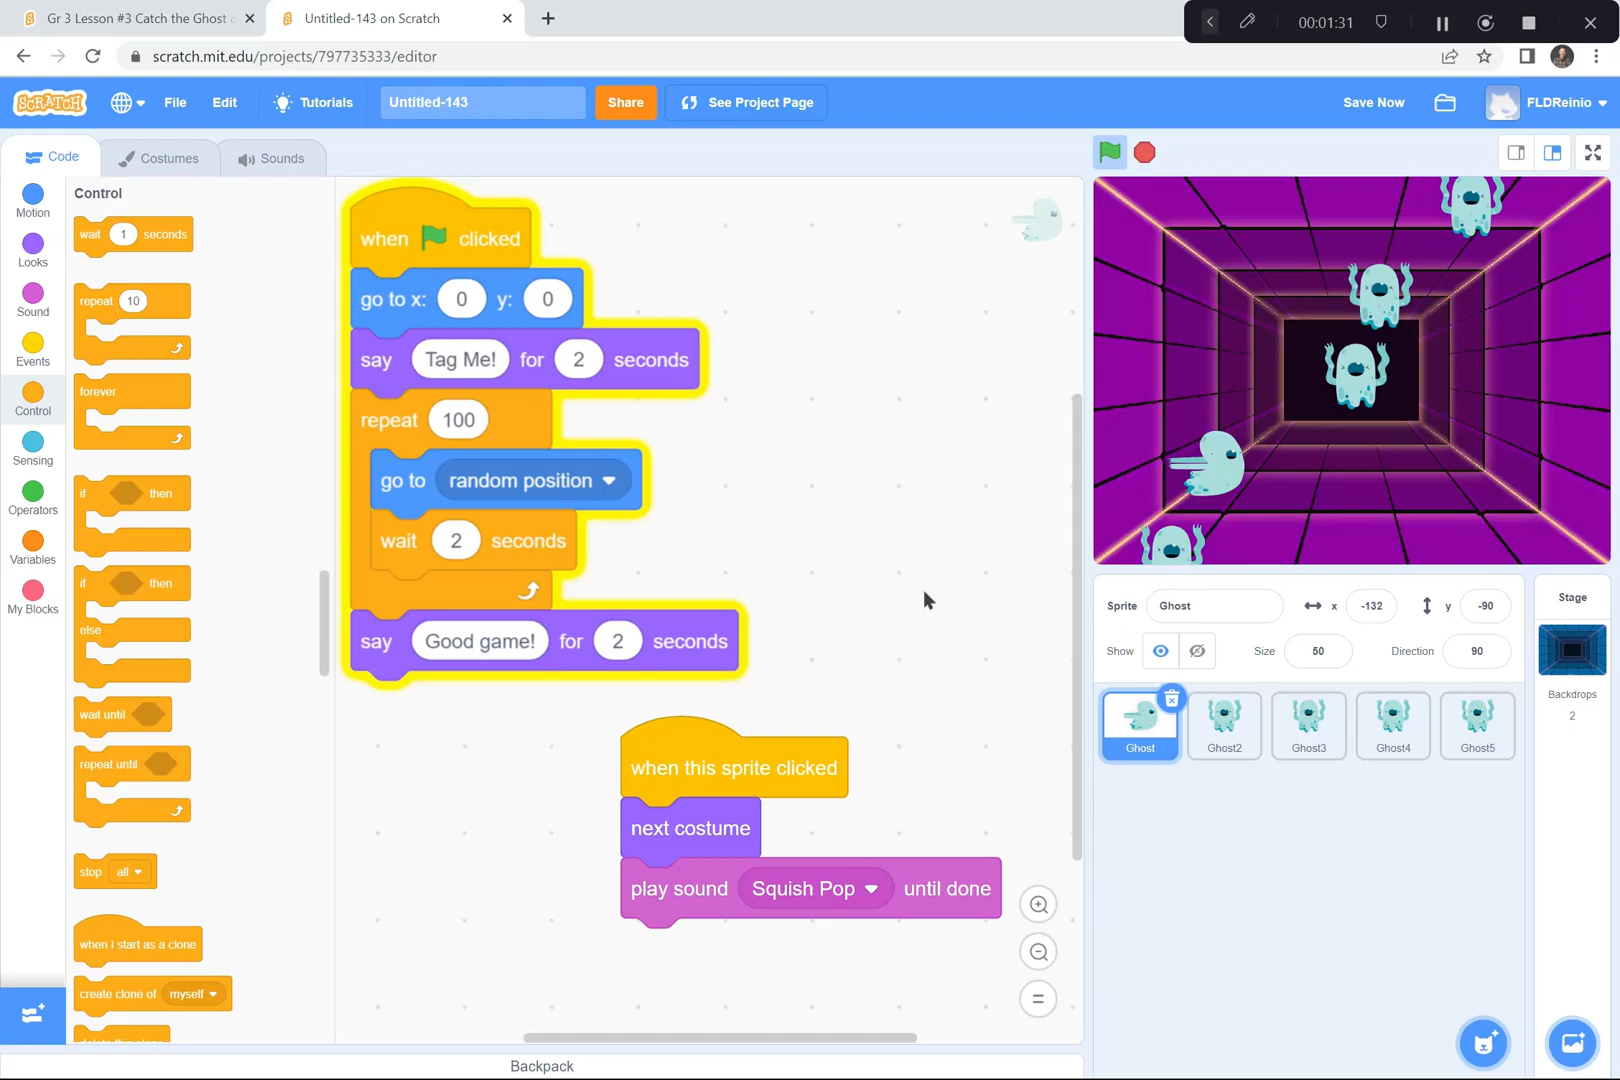 Gr 3 Lesson #3 Catch the Ghost
Untitled-143 on Scratch
00:01:31
scratch.mit.edu/projects/797735333/editor
SCRATCH
File
Edit
Tutorials
Untitled-143
Share
See Project Page
Save Now
FLDReinio
Code
Costumes
Sounds
Motion
Looks
Sound
Events
Control
Sensing
Operators
Variables
My Blocks
Control
wait 1 seconds
repeat 10
forever
if then
if then
else
wait until
repeat until
stop all
when I start as a clone
create clone of myself
delete this clone
when clicked
go to x: 0 y: 0
say Tag Me! for 2 seconds
repeat 100
go to random position
wait 2 seconds
say Good game! for 2 seconds
when this sprite clicked
next costume
play sound Squish Pop until done
Backpack
Sprite Ghost x -132 y -90
Show Size 50 Direction 90
Ghost
Ghost2
Ghost3
Ghost4
Ghost5
Stage
Backdrops
2